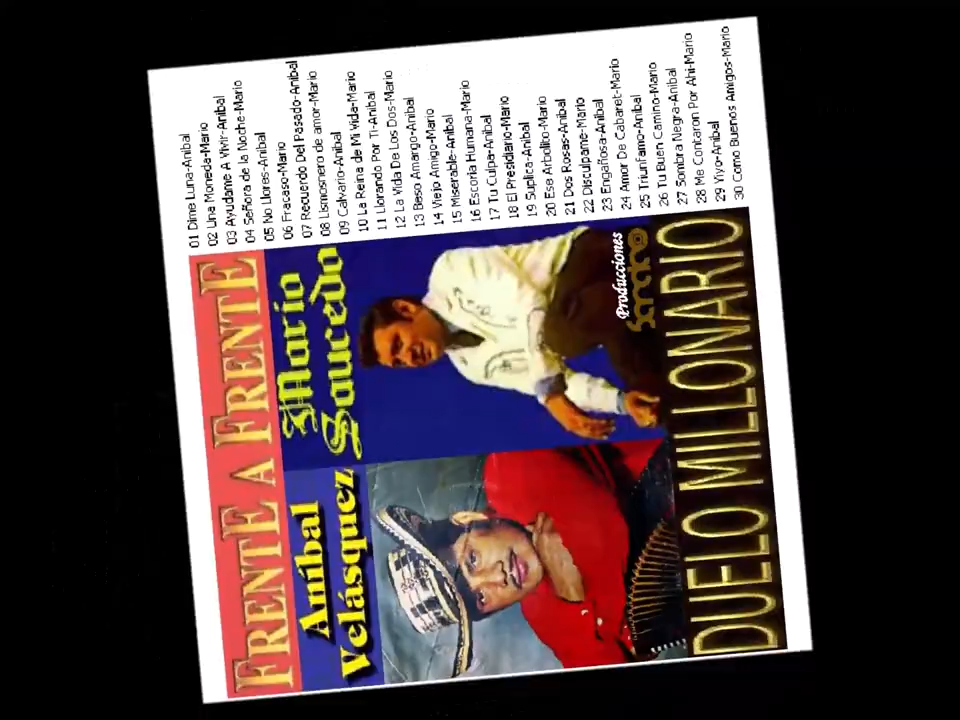 FRENTE A FRENTE
Aníbal
Velásquez
Mario
Saucedo
Producciones
DUELO MILLONARIO
01 Dime Luna-Anibal
02 Una Moneda-Mario
03 Ayudame A Vivir-Anibal
04 Señora de la Noche-Mario
05 No Llores-Anibal
06 Fracaso-Mario
07 Recuerdo Del Pasado-Anibal
08 Lismosnero de amor-Mario
09 Calvario-Anibal
10 La Reina de Mi Vida-Mario
11 Llorando Por Ti-Anibal
12 La Vida De Los Dos-Mario
13 Beso Amargo-Anibal
14 Viejo Amigo-Mario
15 Miserable-Anibal
16 Escoria Humana-Mario
17 Tu Culpa-Anibal
18 El Presidiario-Mario
19 Suplica-Anibal
20 Ese Arbolito-Mario
21 Dos Rosas-Anibal
22 Disculpame-Mario
23 Engañosa-Anibal
24 Amor De Cabaret-Mario
25 Triunfamo-Anibal
26 Tu Buen Camino-Mario
27 Sombra Negra-Anibal
28 Me Contaron Por Ahi-Mario
29 Yiyo-Anibal
30 Como Buenos Amigos-Mario